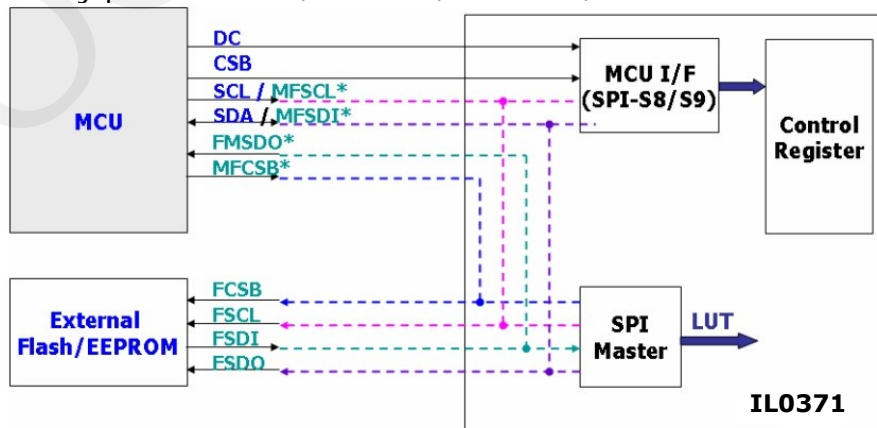 DC
CSB
SCL / MFSCL*
SDA / MFSDI*
FMSDO*
MFCSB*
MCU
MCU I/F
(SPI-S8/S9)
Control
Register
FCSB
FSCL
FSDI
FSDO
External
Flash/EEPROM
SPI
Master
LUT
IL0371